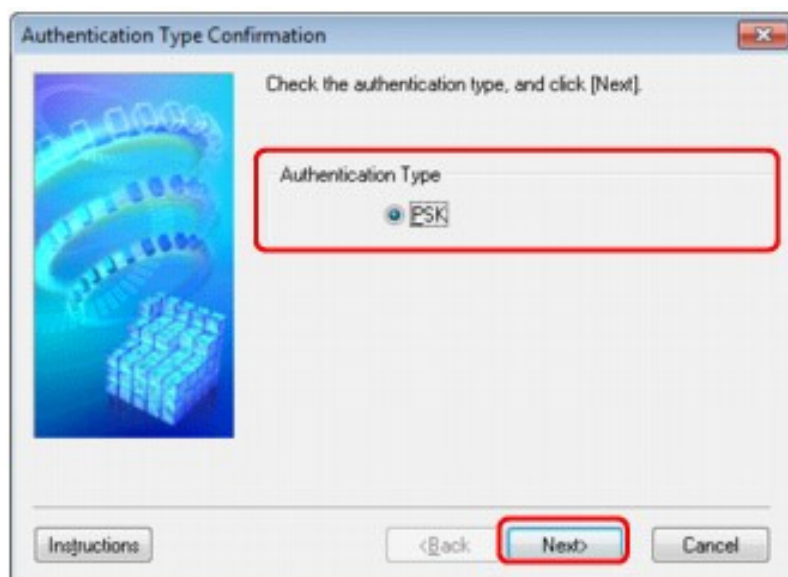 Authentication Type Confirmation
Check the authentication type, and click [Next].
Authentication Type
PSK
Instructions
<Back
Next>
Cancel